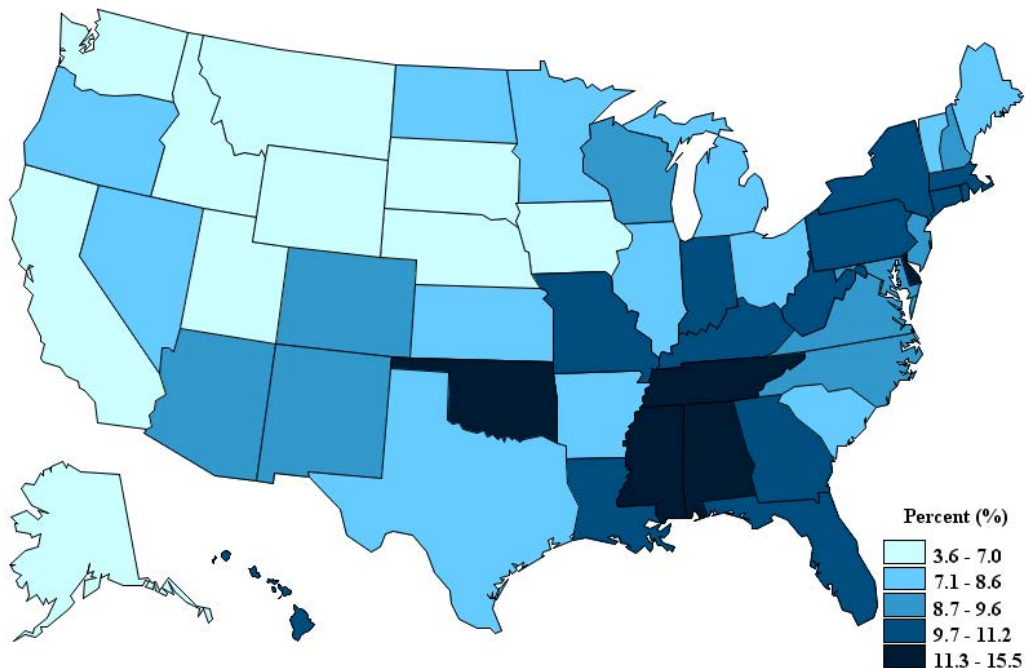 Percent (%)
3.6 - 7.0
7.1 - 8.6
8.7 - 9.6
9.7 - 11.2
11.3 - 15.5